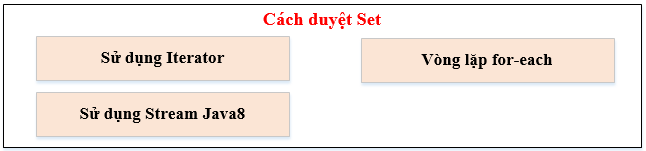 Cách duyệt Set
Sử dụng Iterator
Vòng lặp for-each
Sử dụng Stream Java8